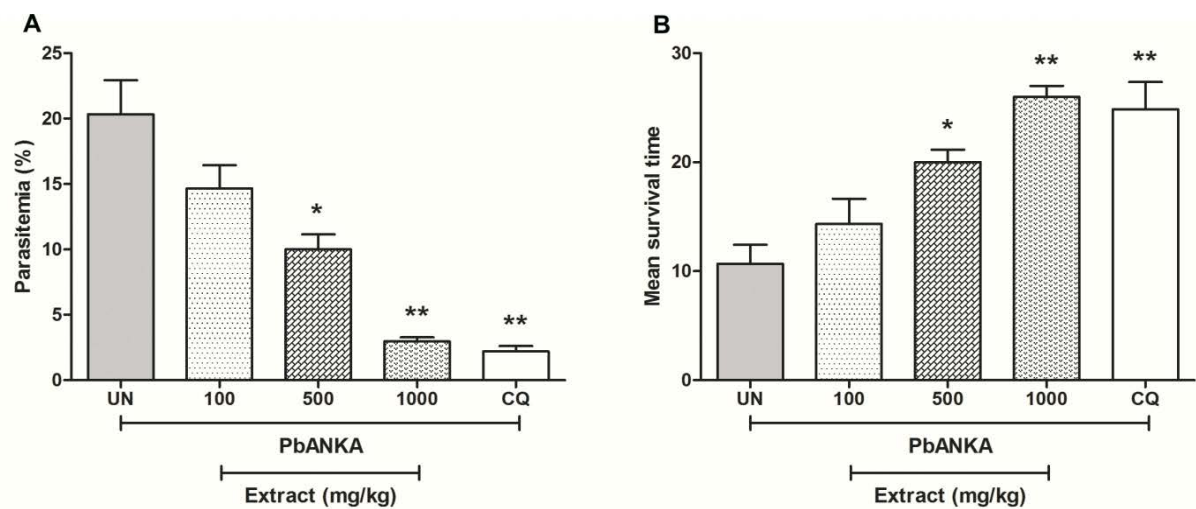 A
Parasitemia (%)
25
20
15
10
5
0
*
**
**
UN 100 500 1000 CQ
PbANKA
Extract (mg/kg)
B
Mean survival time
30
20
10
0
*
**
**
UN 100 500 1000 CQ
PbANKA
Extract (mg/kg)